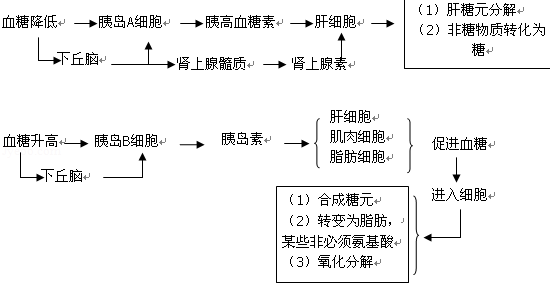 血糖降低
胰岛A细胞
胰高血糖素
肝细胞
(1) 肝糖元分解
(2) 非糖物质转化为
糖
下丘脑
肾上腺髓质
肾上腺素
血糖升高
胰岛B细胞
胰岛素
肝细胞
肌肉细胞
脂肪细胞
促进血糖
下丘脑
进入细胞
(1) 合成糖元
(2) 转变为脂肪,
某些非必须氨基酸
(3) 氧化分解